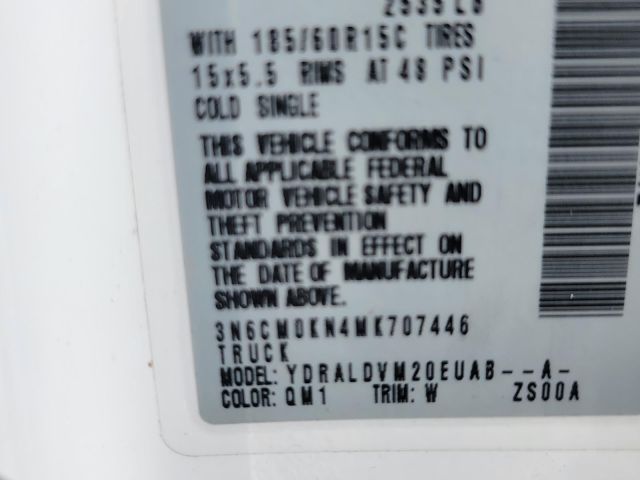 2535 LB
WITH 185/60R15C TIRES
15x5.5 RIMS AT 48 PSI
COLD SINGLE
THIS VEHICLE CONFORMS TO
ALL APPLICABLE FEDERAL
MOTOR VEHICLE SAFETY AND
THEFT PREVENTION
STANDARDS IN EFFECT ON
THE DATE OF MANUFACTURE
SHOWN ABOVE.
3N6CM0KN4MK707446
TRUCK
MODEL: YDRALDVM20EUAB--A-
COLOR: QM1 TRIM: W ZS00A